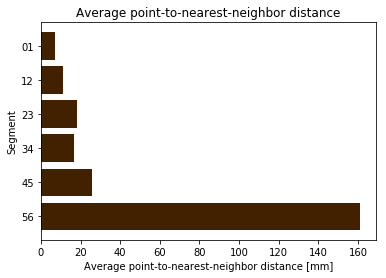 Average point-to-nearest-neighbor distance
01
12
23
34
45
56
Segment
0 20 40 60 80 100 120 140 160
Average point-to-nearest-neighbor distance [mm]